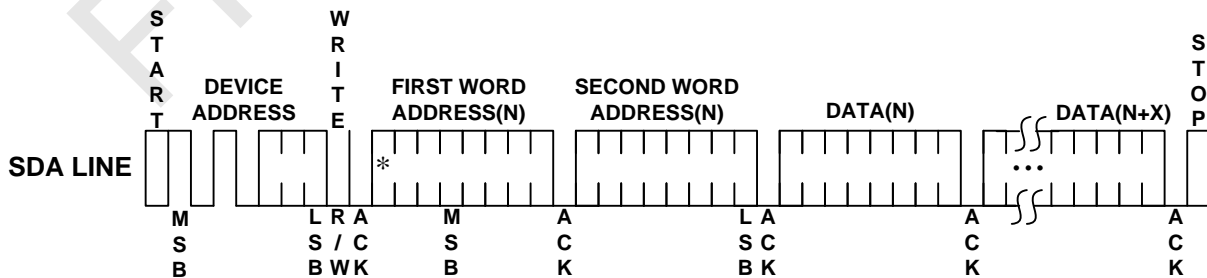 START
WRITE
STOP
DEVICE
ADDRESS
FIRST WORD
ADDRESS(N)
SECOND WORD
ADDRESS(N)
DATA(N)
DATA(N+X)
SDA LINE
*
...
MSB
LSB
R/W
ACK
MSB
ACK
LSB
ACK
ACK
ACK